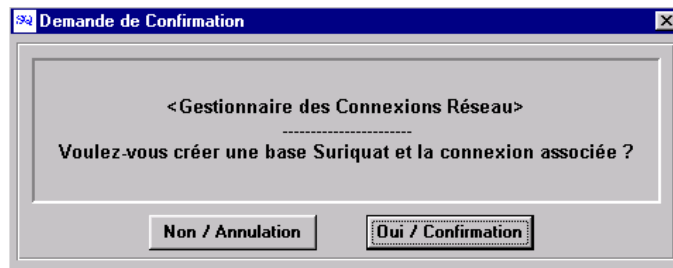 SQ Demande de Confirmation
<Gestionnaire des Connexions Réseau>
-----------------------
Voulez-vous créer une base Suriquat et la connexion associée ?
Non / Annulation
Oui / Confirmation